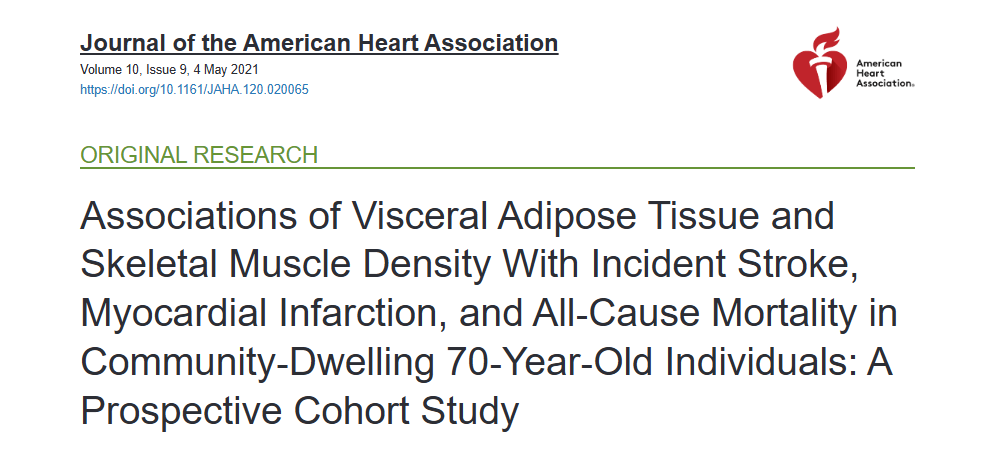 Journal of the American Heart Association
Volume 10, Issue 9, 4 May 2021
https://doi.org/10.1161/JAHA.120.020065
American
Heart
Association®
ORIGINAL RESEARCH
Associations of Visceral Adipose Tissue and
Skeletal Muscle Density With Incident Stroke,
Myocardial Infarction, and All-Cause Mortality in
Community-Dwelling 70-Year-Old Individuals: A
Prospective Cohort Study